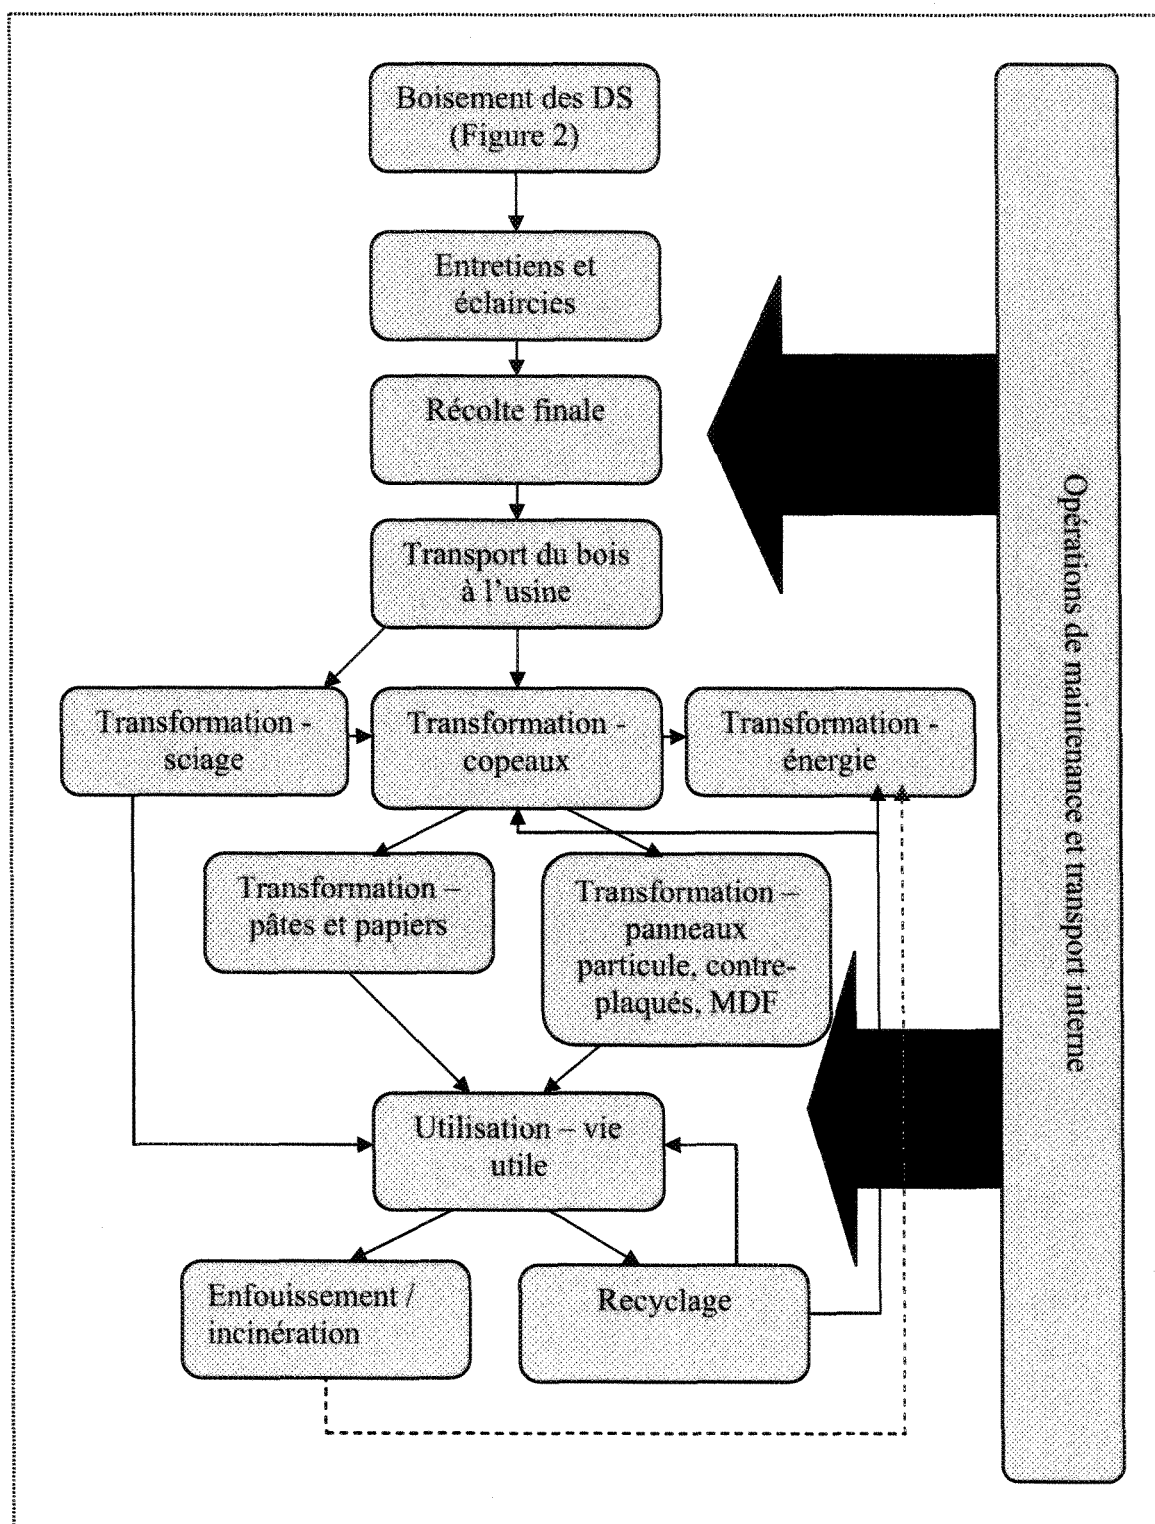 Boisement des DS
(Figure 2)
Entretiens et
éclaircies
Récolte finale
Transport du bois
à l'usine
Transformation -
sciage
Transformation -
copeaux
Transformation -
énergie
Transformation –
pâtes et papiers
Transformation –
panneaux
particule, contre-
plaqués, MDF
Utilisation – vie
utile
Enfouissement /
incinération
Recyclage
Opérations de maintenance et transport interne